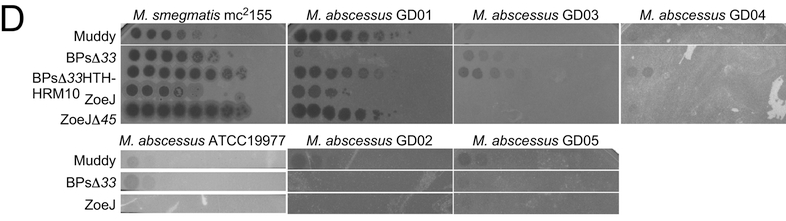 D
M. smegmatis mc²155 M. abscessus GD01 M. abscessus GD03 M. abscessus GD04
Muddy
BPsΔ33
BPsΔ33HTH-
HRM10
ZoeJ
ZoeJΔ45
M. abscessus ATCC19977 M. abscessus GD02 M. abscessus GD05
Muddy
BPsΔ33
ZoeJ